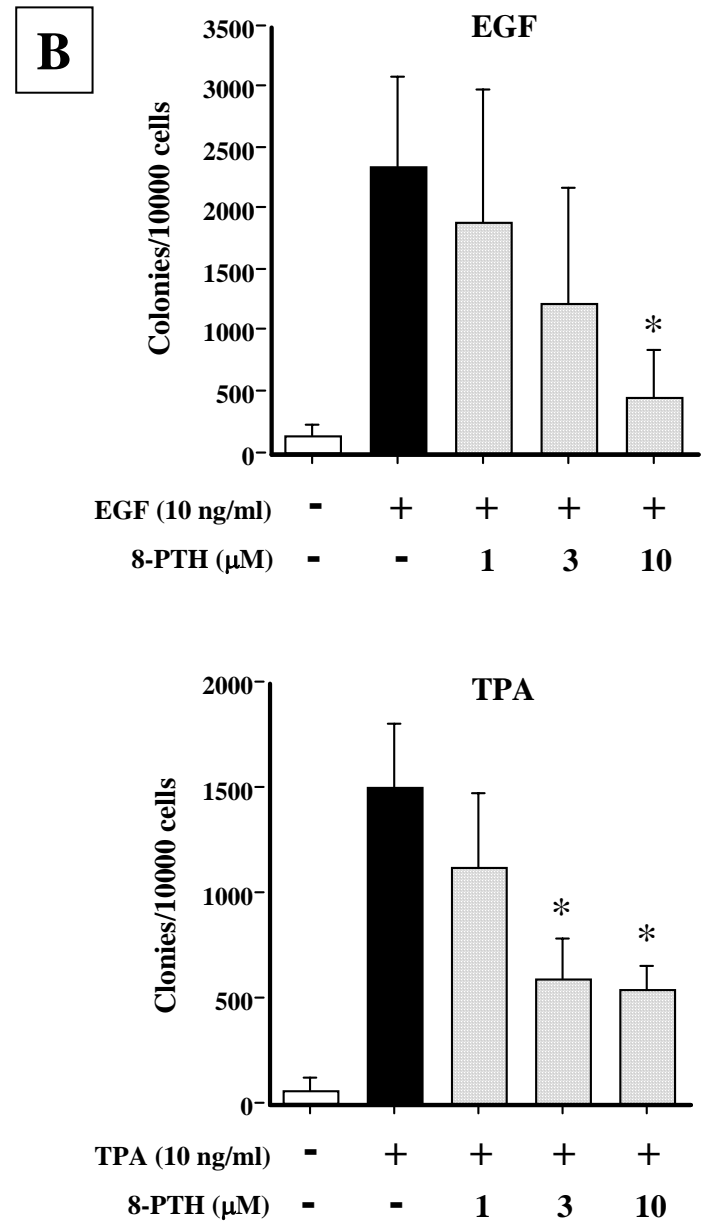 B
EGF
3500
3000
2500
2000
1500
1000
500
0
Colonies/10000 cells
*
EGF (10 ng/ml) - + + + +
8-PTH (μM) - - 1 3 10
TPA
2000
1500
1000
500
0
Clonies/10000 cells
* *
TPA (10 ng/ml) - + + + +
8-PTH (μM) - - 1 3 10